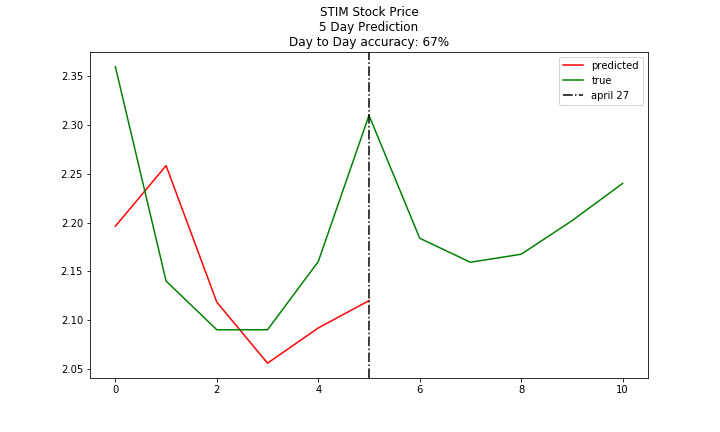 STIM Stock Price
5 Day Prediction
Day to Day accuracy: 67%
predicted
true
april 27
2.35
2.30
2.25
2.20
2.15
2.10
2.05
0 2 4 6 8 10